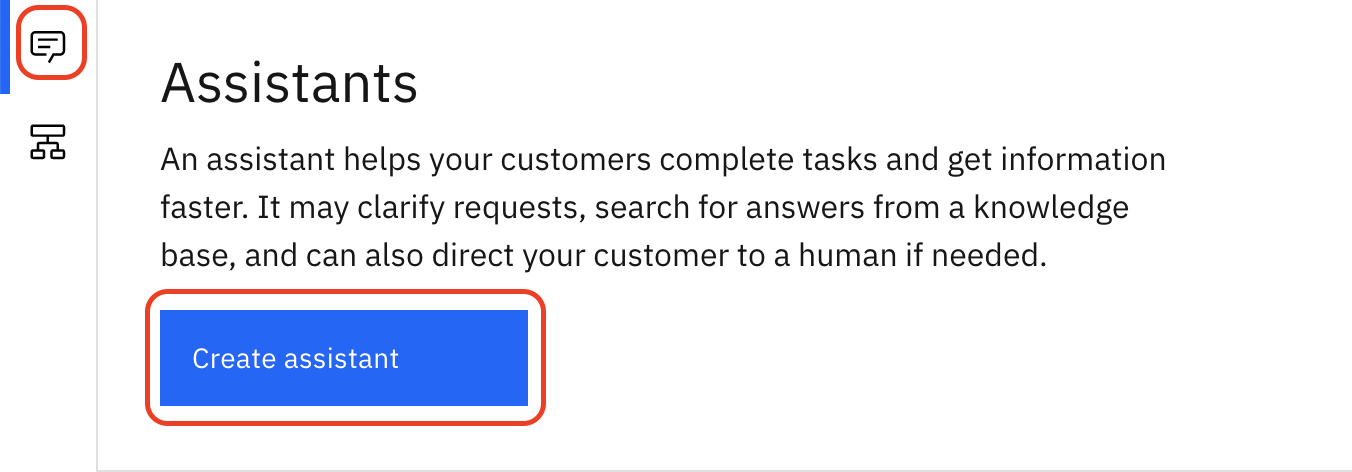 Assistants
An assistant helps your customers complete tasks and get information
faster. It may clarify requests, search for answers from a knowledge
base, and can also direct your customer to a human if needed.
Create assistant